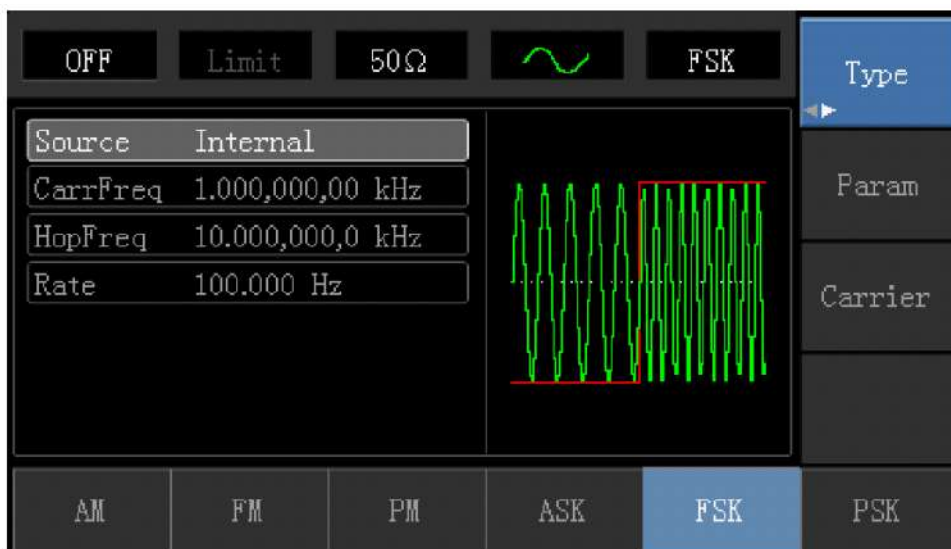 OFF Limit 50Ω FSK Type
Source Internal
CarrFreq 1.000,000,00 kHz
HopFreq 10.000,000,0 kHz
Rate 100.000 Hz
Param
Carrier
AM FM PM ASK FSK PSK